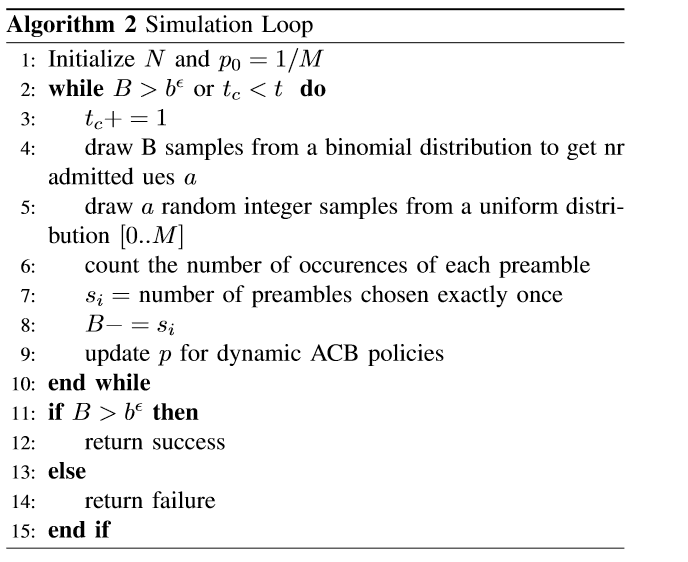 Algorithm 2 Simulation Loop
1: Initialize N and p₀ = 1/M
2: while B > b^ϵ or t_c < t do
3: t_c+ = 1
4: draw B samples from a binomial distribution to get nr
admitted ues a
5: draw a random integer samples from a uniform distri-
bution [0..M]
6: count the number of occurences of each preamble
7: s_i = number of preambles chosen exactly once
8: B− = s_i
9: update p for dynamic ACB policies
10: end while
11: if B > b^ϵ then
12: return success
13: else
14: return failure
15: end if